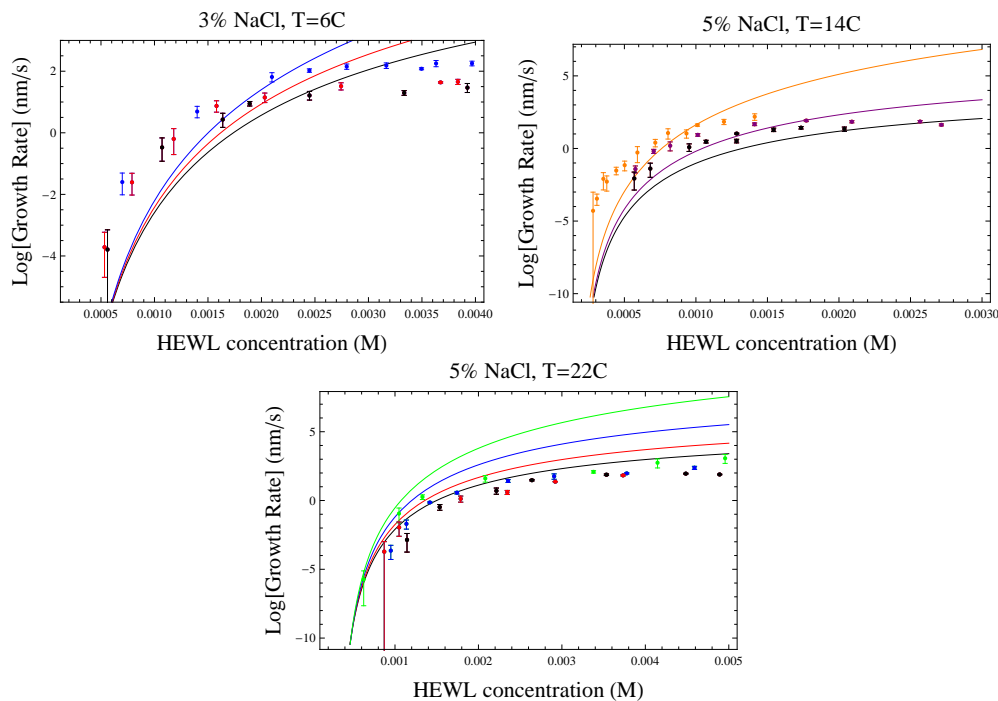 3% NaCl, T=6C
Log[Growth Rate] (nm/s)
2
0
-2
-4
0.0005 0.0010 0.0015 0.0020 0.0025 0.0030 0.0035 0.0040
HEWL concentration (M)
5% NaCl, T=14C
Log[Growth Rate] (nm/s)
5
0
-5
-10
0.0005 0.0010 0.0015 0.0020 0.0025 0.0030
HEWL concentration (M)
5% NaCl, T=22C
Log[Growth Rate] (nm/s)
5
0
-5
-10
0.001 0.002 0.003 0.004 0.005
HEWL concentration (M)